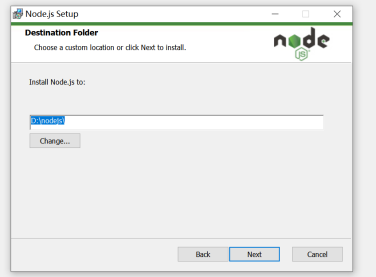 Node.js Setup
Destination Folder
Choose a custom location or click Next to install.
node
JS
Install Node.js to:
D:\nodejs\
Change...
Back Next Cancel